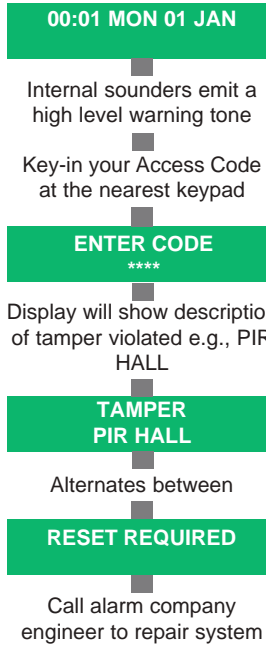 00:01 MON 01 JAN
Internal sounders emit a
high level warning tone
Key-in your Access Code
at the nearest keypad
ENTER CODE
****
Display will show descriptio
of tamper violated e.g., PIR
HALL
TAMPER
PIR HALL
Alternates between
RESET REQUIRED
Call alarm company
engineer to repair system